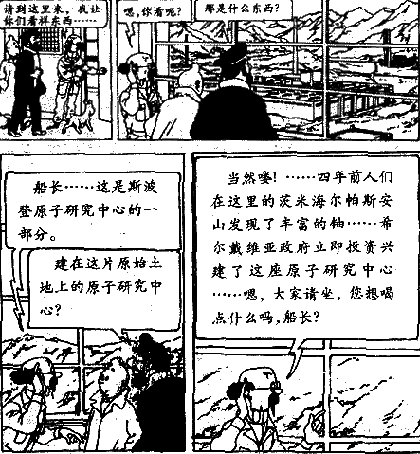 请到这里来，我让
你们看样东西……
嗯，你看呢？
那是什么东西？
船长……这是斯波
登原子研究中心的一
部分。
建在这片原始土
地上的原子研究中
心？
当然喽！……四年前人们
在这里的茨米海尔帕斯安
山发现了丰富的铀……希
尔戴维亚政府立即投资兴
建了这座原子研究中心
……嗯，大家请坐，您想喝
点什么吗，船长？